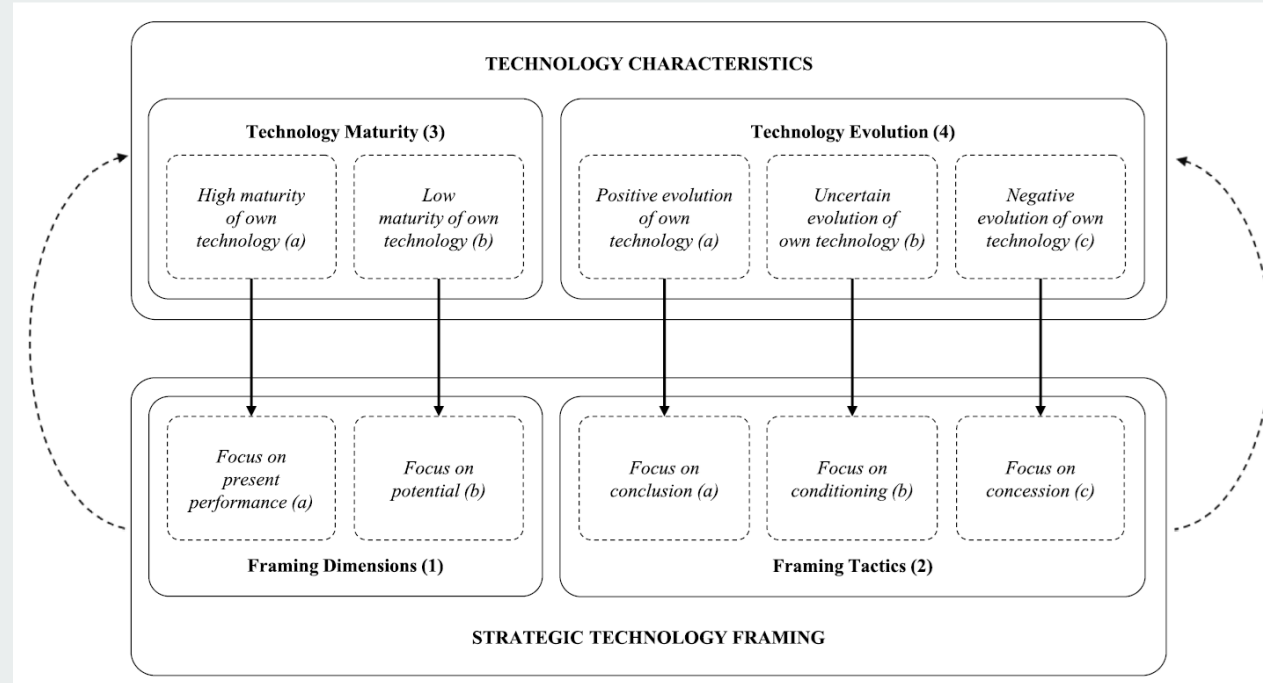 TECHNOLOGY CHARACTERISTICS
Technology Maturity (3)
High maturity
of own
technology (a)
Low
maturity of own
technology (b)
Technology Evolution (4)
Positive evolution
of own
technology (a)
Uncertain
evolution of
own technology (b)
Negative
evolution of own
technology (c)
Focus on
present
performance (a)
Focus on
potential (b)
Framing Dimensions (1)
Focus on
conclusion (a)
Focus on
conditioning (b)
Focus on
concession (c)
Framing Tactics (2)
STRATEGIC TECHNOLOGY FRAMING